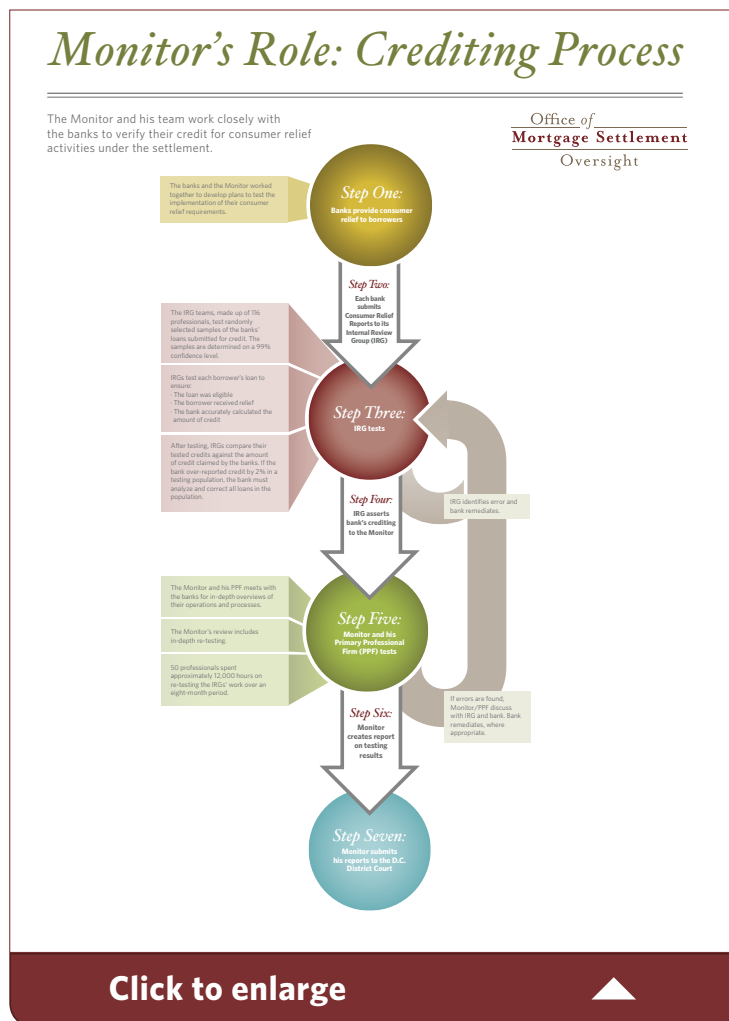 Monitor's Role: Crediting Process
The Monitor and his team work closely with
the banks to verify their credit for consumer relief
activities under the settlement.
Office of
Mortgage Settlement
Oversight
The banks and the Monitor worked
together to develop plans to test the
implementation of their consumer
relief requirements.
Step One:
Banks provide consumer
relief to borrowers
Step Two:
Each bank
submits
Consumer Relief
Reports to its
Internal Review
Group (IRG)
The IRG teams, made up of 116
professionals, test randomly
selected samples of the banks'
loans submitted for credit. The
samples are determined on a 99%
confidence level.
IRGs test each borrower's loan to
ensure:
· The loan was eligible
· The borrower received relief
· The bank accurately calculated the
amount of credit
After testing, IRGs compare their
tested credits against the amount
of credit claimed by the banks. If the
bank over-reported credit by 2% in a
testing population, the bank must
analyze and correct all loans in the
population.
Step Three:
IRG tests
Step Four:
IRG asserts
bank's crediting
to the Monitor
IRG identifies error and
bank remediates.
The Monitor and his PPF meets with
the banks for in-depth overviews of
their operations and processes.
The Monitor's review includes
in-depth re-testing.
50 professionals spent
approximately 12,000 hours on
re-testing the IRGs' work over an
eight-month period.
Step Five:
Monitor and his
Primary Professional
Firm (PPF) tests
Step Six:
Monitor
creates report
on testing
results
If errors are found,
Monitor/PPF discuss
with IRG and bank. Bank
remediates, where
appropriate.
Step Seven:
Monitor submits
his reports to the D.C.
District Court
Click to enlarge